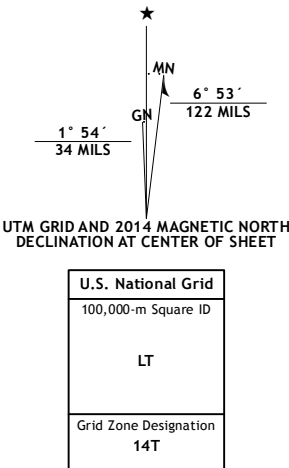 ★
MN
GN
6° 53´
122 MILS
1° 54´
34 MILS
UTM GRID AND 2014 MAGNETIC NORTH
DECLINATION AT CENTER OF SHEET
U.S. National Grid
100,000-m Square ID
LT
Grid Zone Designation
14T